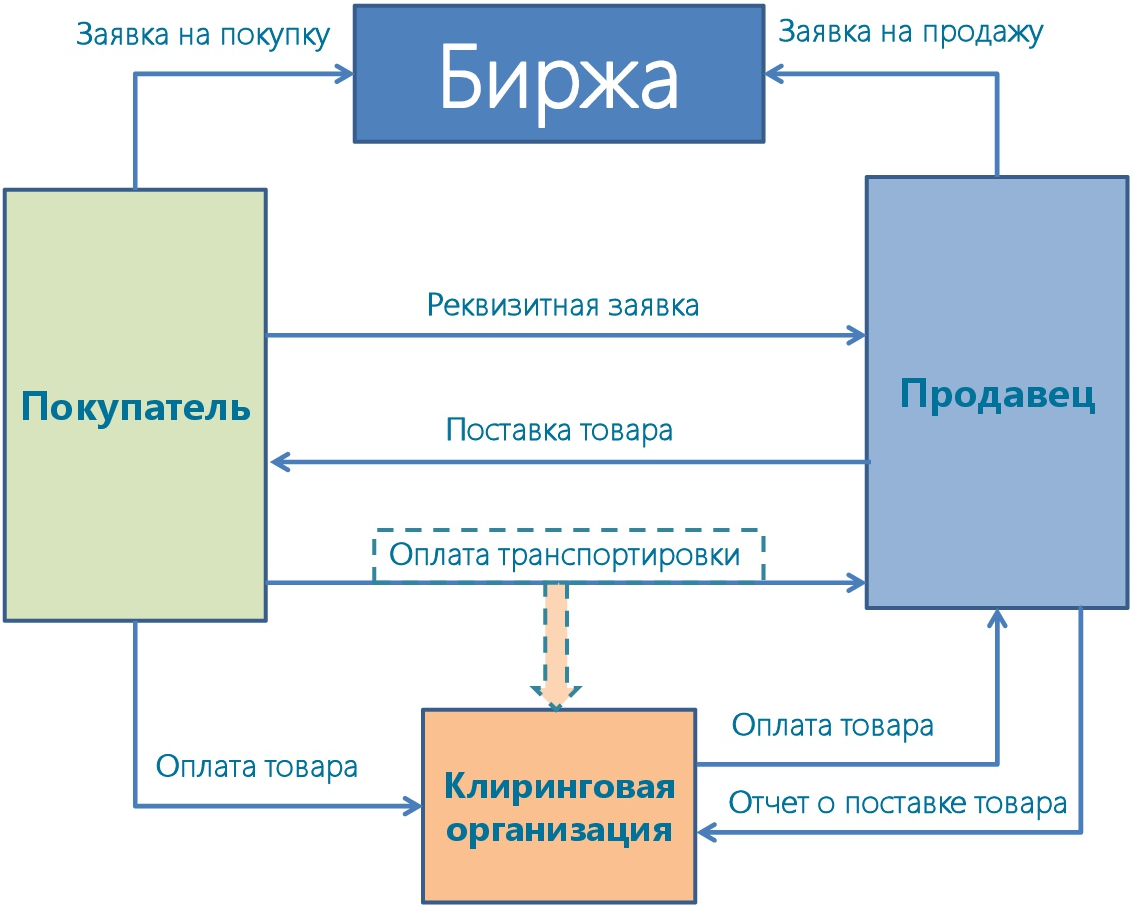 Заявка на покупку
Биржа
Заявка на продажу
Реквизитная заявка
Покупатель
Продавец
Поставка товара
Оплата транспортировки
Оплата товара
Клиринговая
организация
Оплата товара
Отчет о поставке товара